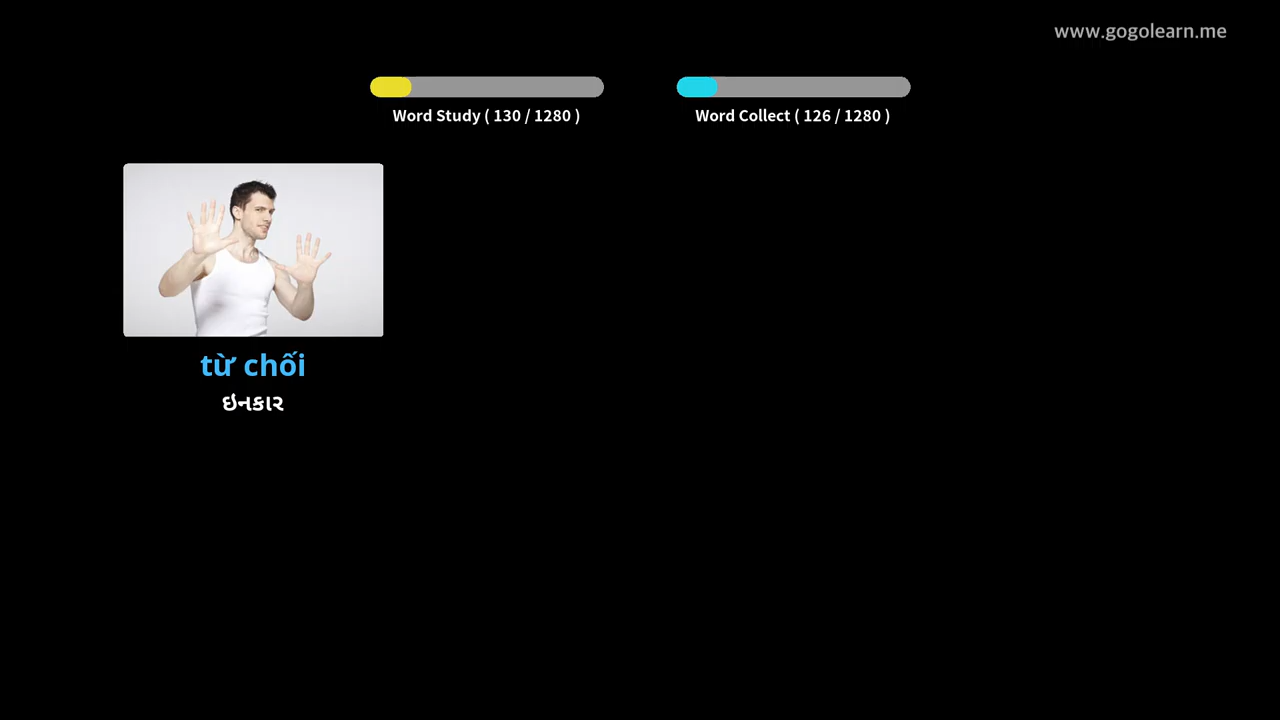 www.gogolearn.me
Word Study ( 130 / 1280 )
Word Collect ( 126 / 1280 )
từ chối
ઇનકાર